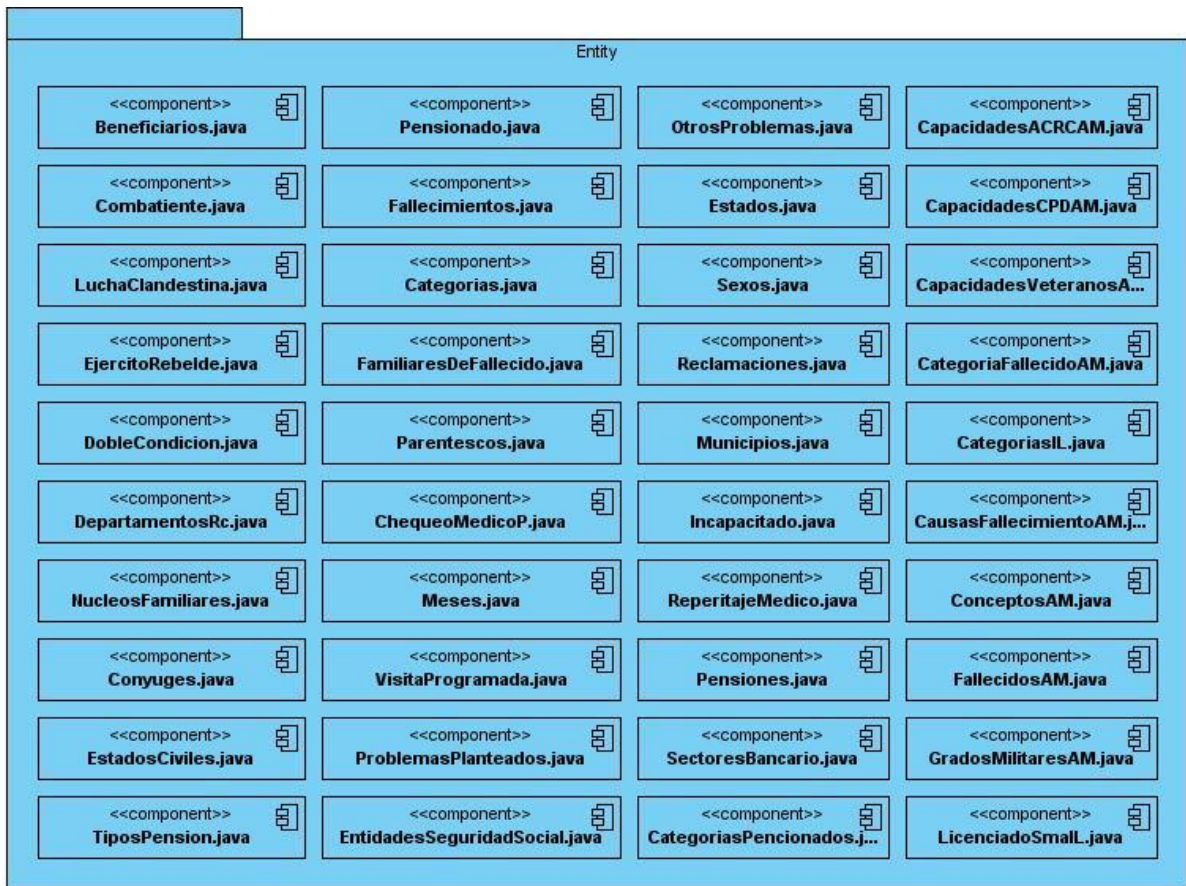 Entity
<<component>>
Beneficiarios.java
<<component>>
Pensionado.java
<<component>>
OtrosProblemas.java
<<component>>
CapacidadesACRCAM.java
<<component>>
Combatiente.java
<<component>>
Fallecimientos.java
<<component>>
Estados.java
<<component>>
CapacidadesCPDAM.java
<<component>>
LuchaClandestina.java
<<component>>
Categorias.java
<<component>>
Sexos.java
<<component>>
CapacidadesVeteranosA...
<<component>>
EjercitoRebelde.java
<<component>>
FamiliaresDeFallecido.java
<<component>>
Reclamaciones.java
<<component>>
CategoriaFallecidoAM.java
<<component>>
DobleCondicion.java
<<component>>
Parentescos.java
<<component>>
Municipios.java
<<component>>
CategoriasIL.java
<<component>>
DepartamentosRc.java
<<component>>
ChequeoMedicoP.java
<<component>>
Incapacitado.java
<<component>>
CausasFallecimientoAM.j...
<<component>>
NucleosFamiliares.java
<<component>>
Meses.java
<<component>>
ReperitajeMedico.java
<<component>>
ConceptosAM.java
<<component>>
Conyuges.java
<<component>>
VisitaProgramada.java
<<component>>
Pensiones.java
<<component>>
FallecidosAM.java
<<component>>
EstadosCiviles.java
<<component>>
ProblemasPlanteados.java
<<component>>
SectoresBancario.java
<<component>>
GradosMilitaresAM.java
<<component>>
TiposPension.java
<<component>>
EntidadesSeguridadSocial.java
<<component>>
CategoriasPencionados.j...
<<component>>
LicenciadoSmaIL.java